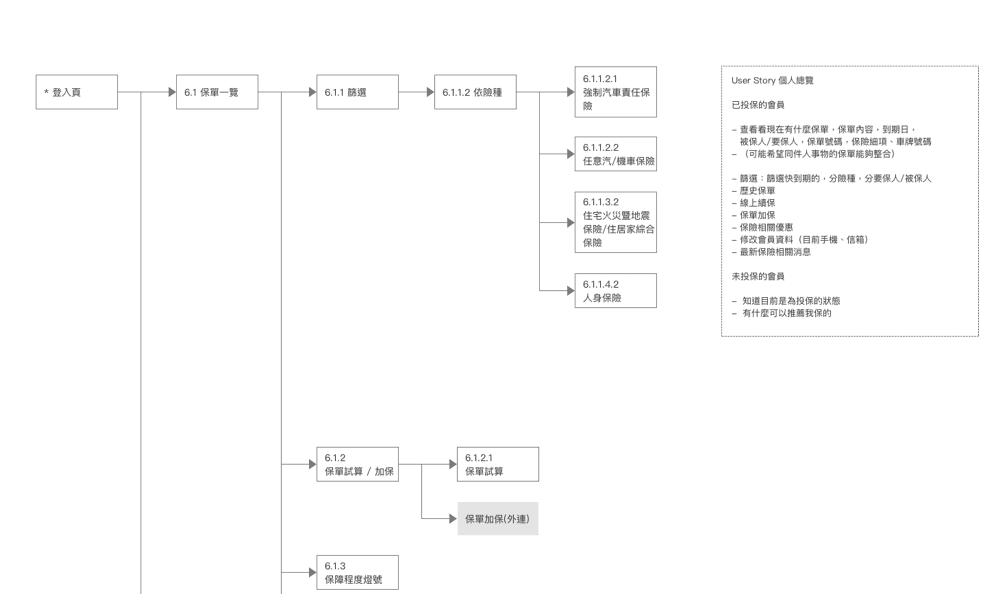 * 登入頁
6.1 保單一覽
6.1.1 篩選
6.1.1.2 依險種
6.1.1.2.1
強制汽車責任保
險
6.1.1.2.2
任意汽/機車保險
6.1.1.3.2
住宅火災暨地震
保險/住居家綜合
保險
6.1.1.4.2
人身保險
6.1.2
保單試算 / 加保
6.1.2.1
保單試算
保單加保(外連)
6.1.3
保障程度燈號
User Story 個人總覽
已投保的會員
– 查看看現在有什麼保單，保單內容，到期日，
被保人/要保人，保單號碼，保險細項、車牌號碼
– （可能希望同件人事物的保單能夠整合）
– 篩選：篩選快到期的，分險種，分要保人/被保人
– 歷史保單
– 線上續保
– 保單加保
– 保險相關優惠
– 修改會員資料（目前手機、信箱）
– 最新保險相關消息
未投保的會員
– 知道目前是為投保的狀態
– 有什麼可以推薦我保的